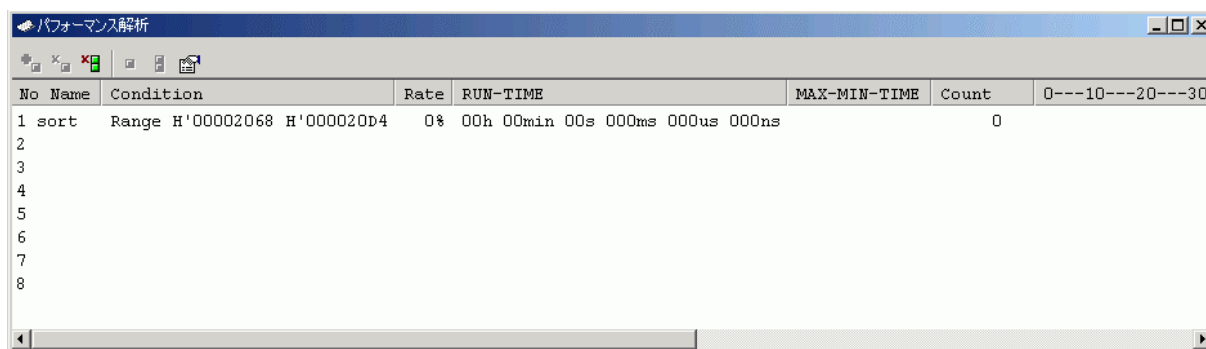 パフォーマンス解析
No Name Condition Rate RUN-TIME MAX-MIN-TIME Count 0---10---20---30
1 sort Range H'00002068 H'000020D4 0% 00h 00min 00s 000ms 000us 000ns 0
2
3
4
5
6
7
8